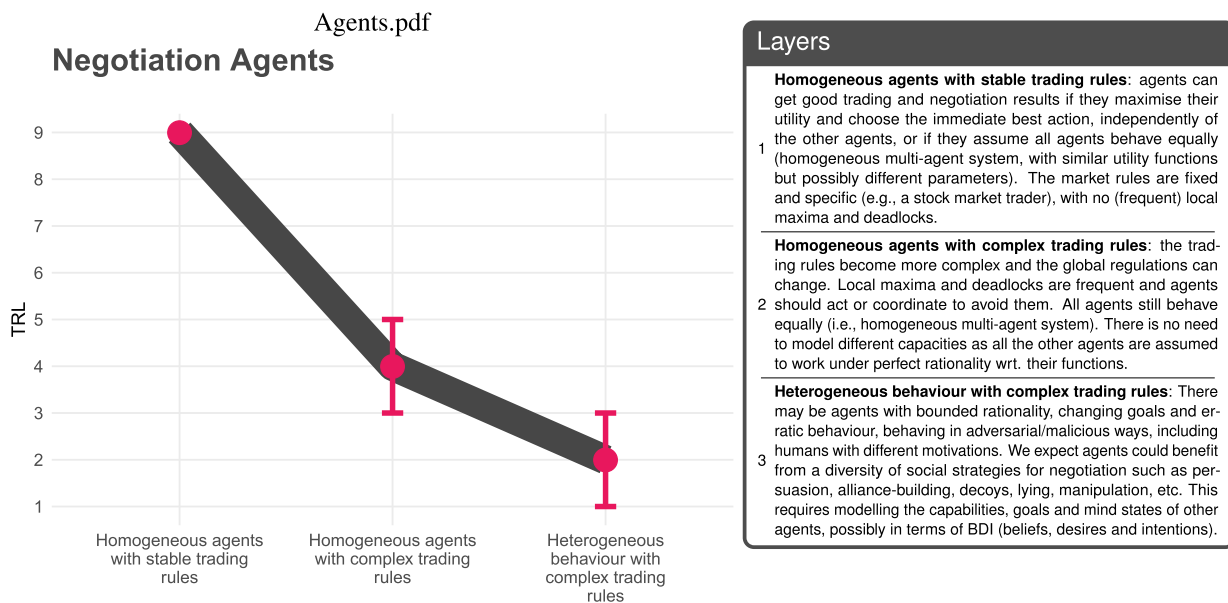 Agents.pdf
Negotiation Agents
TRL
9
8
7
6
5
4
3
2
1
Homogeneous agents
with stable trading
rules
Homogeneous agents
with complex trading
rules
Heterogeneous
behaviour with
complex trading
rules
Layers
1
Homogeneous agents with stable trading rules: agents can
get good trading and negotiation results if they maximise their
utility and choose the immediate best action, independently of
the other agents, or if they assume all agents behave equally
(homogeneous multi-agent system, with similar utility functions
but possibly different parameters). The market rules are fixed
and specific (e.g., a stock market trader), with no (frequent) local
maxima and deadlocks.
2
Homogeneous agents with complex trading rules: the trad-
ing rules become more complex and the global regulations can
change. Local maxima and deadlocks are frequent and agents
should act or coordinate to avoid them. All agents still behave
equally (i.e., homogeneous multi-agent system). There is no need
to model different capacities as all the other agents are assumed
to work under perfect rationality wrt. their functions.
3
Heterogeneous behaviour with complex trading rules: There
may be agents with bounded rationality, changing goals and er-
ratic behaviour, behaving in adversarial/malicious ways, including
humans with different motivations. We expect agents could benefit
from a diversity of social strategies for negotiation such as per-
suasion, alliance-building, decoys, lying, manipulation, etc. This
requires modelling the capabilities, goals and mind states of other
agents, possibly in terms of BDI (beliefs, desires and intentions).